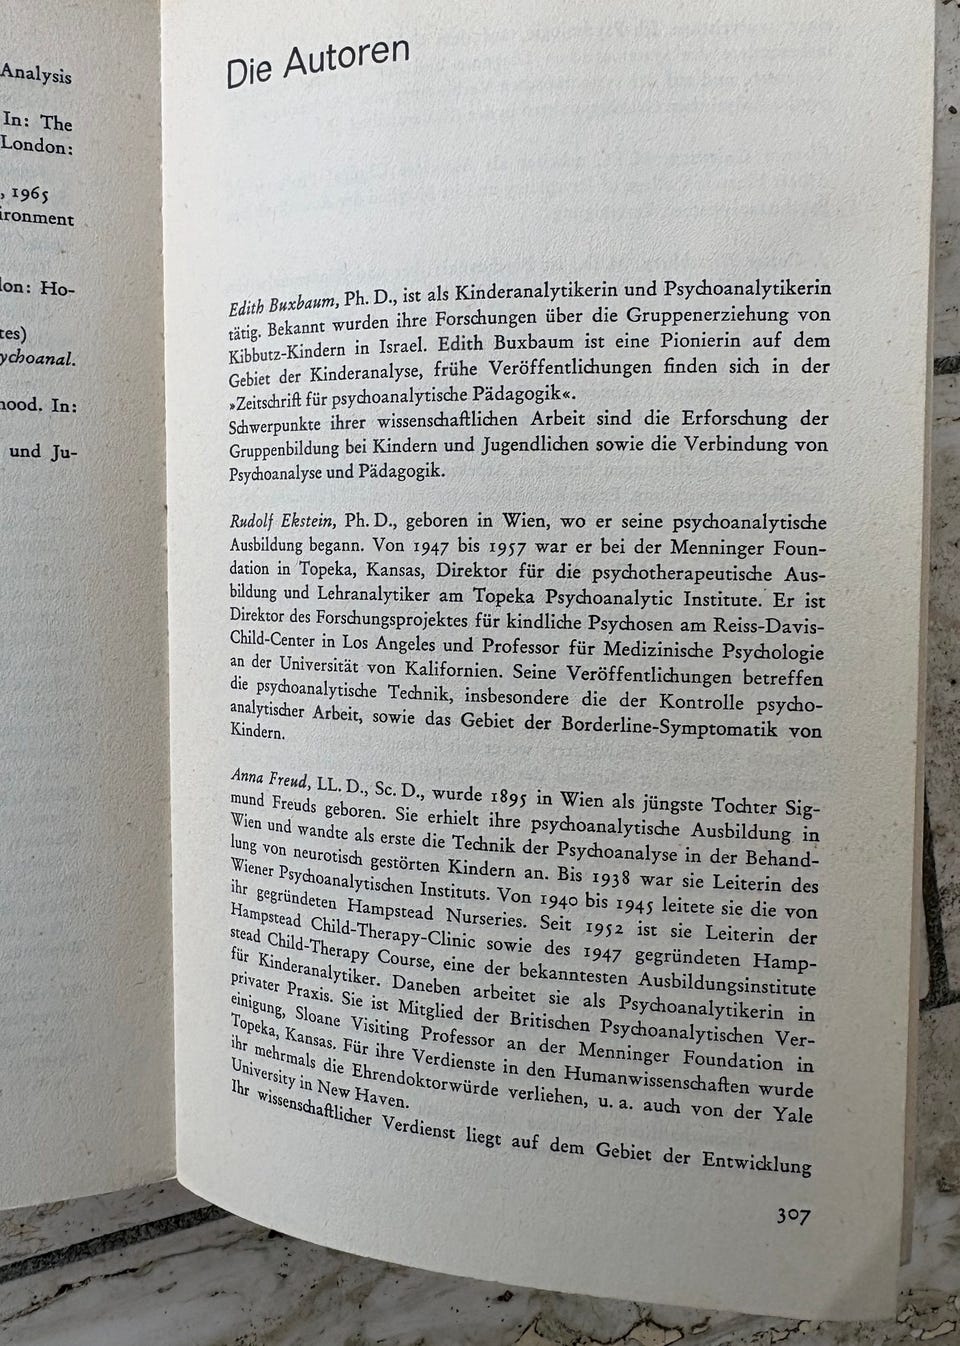 Analysis
In: The
London:
, 1965
ironment
lon: Ho-
tes)
ychoanal.
hood. In:
und Ju-
Die Autoren
Edith Buxbaum, Ph. D., ist als Kinderanalytikerin und Psychoanalytikerin
tätig. Bekannt wurden ihre Forschungen über die Gruppenerziehung von
Kibbutz-Kindern in Israel. Edith Buxbaum ist eine Pionierin auf dem
Gebiet der Kinderanalyse, frühe Veröffentlichungen finden sich in der
»Zeitschrift für psychoanalytische Pädagogik«.
Schwerpunkte ihrer wissenschaftlichen Arbeit sind die Erforschung der
Gruppenbildung bei Kindern und Jugendlichen sowie die Verbindung von
Psychoanalyse und Pädagogik.
Rudolf Ekstein, Ph. D., geboren in Wien, wo er seine psychoanalytische
Ausbildung begann. Von 1947 bis 1957 war er bei der Menninger Foun-
dation in Topeka, Kansas, Direktor für die psychotherapeutische Aus-
bildung und Lehranalytiker am Topeka Psychoanalytic Institute. Er ist
Direktor des Forschungsprojektes für kindliche Psychosen am Reiss-Davis-
Child-Center in Los Angeles und Professor für Medizinische Psychologie
an der Universität von Kalifornien. Seine Veröffentlichungen betreffen
die psychoanalytische Technik, insbesondere die der Kontrolle psycho-
analytischer Arbeit, sowie das Gebiet der Borderline-Symptomatik von
Kindern.
Anna Freud, LL. D., Sc. D., wurde 1895 in Wien als jüngste Tochter Sig-
mund Freuds geboren. Sie erhielt ihre psychoanalytische Ausbildung in
Wien und wandte als erste die Technik der Psychoanalyse in der Behand-
lung von neurotisch gestörten Kindern an. Bis 1938 war sie Leiterin des
Wiener Psychoanalytischen Instituts. Von 1940 bis 1945 leitete sie die von
ihr gegründeten Hampstead Nurseries. Seit 1952 ist sie Leiterin der
Hampstead Child-Therapy-Clinic sowie des 1947 gegründeten Hamp-
stead Child-Therapy Course, eine der bekanntesten Ausbildungsinstitute
für Kinderanalytiker. Daneben arbeitet sie als Psychoanalytikerin in
privater Praxis. Sie ist Mitglied der Britischen Psychoanalytischen Ver-
einigung, Sloane Visiting Professor an der Menninger Foundation in
Topeka, Kansas. Für ihre Verdienste in den Humanwissenschaften wurde
ihr mehrmals die Ehrendoktorwürde verliehen, u. a. auch von der Yale
University in New Haven.
Ihr wissenschaftlicher Verdienst liegt auf dem Gebiet der Entwicklung
307